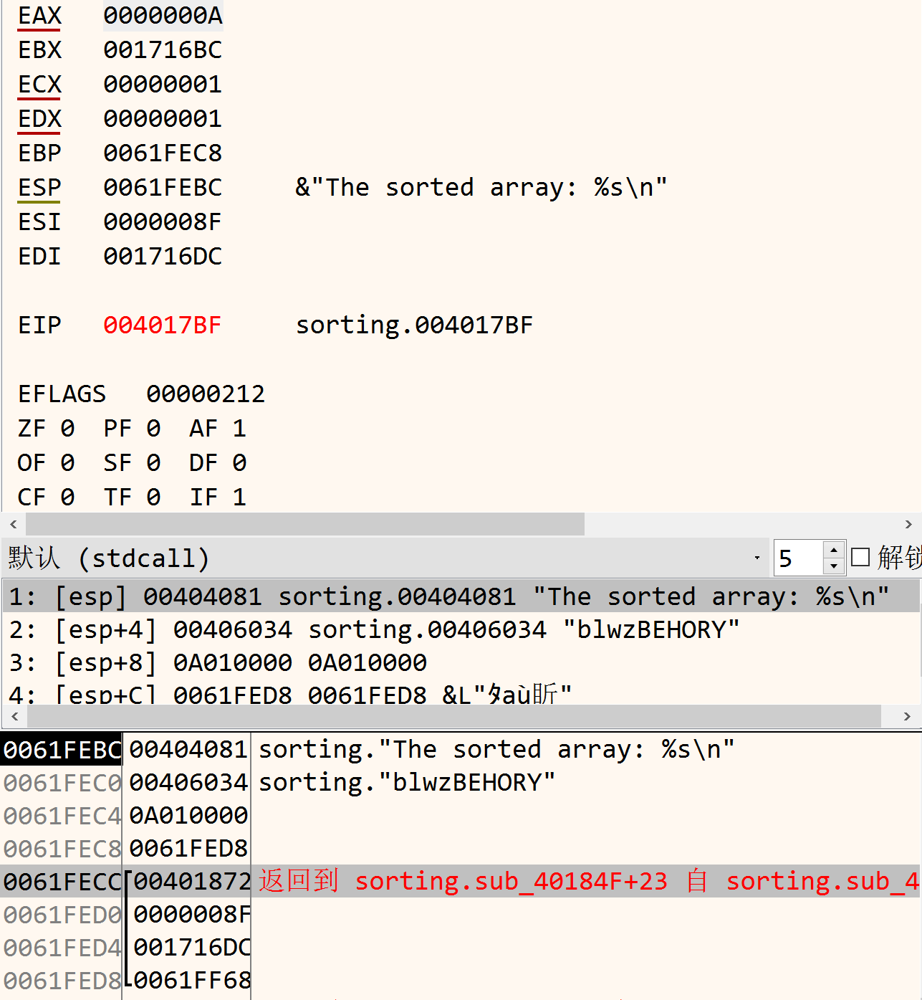 EAX 0000000A
EBX 001716BC
ECX 00000001
EDX 00000001
EBP 0061FEC8
ESP 0061FEBC &"The sorted array: %s\n"
ESI 0000008F
EDI 001716DC
EIP 004017BF sorting.004017BF
EFLAGS 00000212
ZF 0 PF 0 AF 1
OF 0 SF 0 DF 0
CF 0 TF 0 IF 1
默认 (stdcall) 5 解锁
1: [esp] 00404081 sorting.00404081 "The sorted array: %s\n"
2: [esp+4] 00406034 sorting.00406034 "blwzBEHORY"
3: [esp+8] 0A010000 0A010000
4: [esp+C] 0061FED8 0061FED8 &L"ﾀaù盺"
0061FEBC 00404081 sorting."The sorted array: %s\n"
0061FEC0 00406034 sorting."blwzBEHORY"
0061FEC4 0A010000
0061FEC8 0061FED8
0061FECC 00401872 返回到 sorting.sub_40184F+23 自 sorting.sub_4
0061FED0 0000008F
0061FED4 001716DC
0061FED8 0061FF68